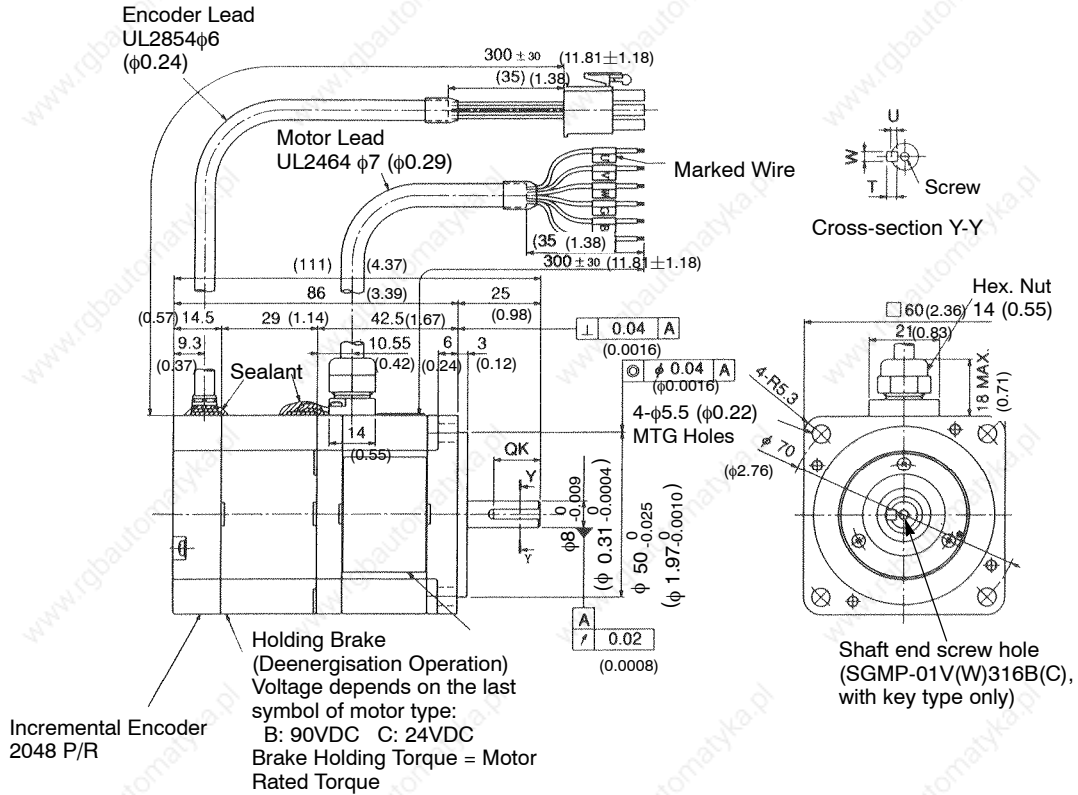 Encoder Lead
UL2854φ6
(φ0.24)
300 ± 30 (11.81±1.18)
(35) (1.38)
Motor Lead
UL2464 φ7 (φ0.29)
Marked Wire
U
V
W
G
B
(35 (1.38)
300 ± 30 (11.81±1.18)
U
W
T
Screw
Cross-section Y-Y
(111) (4.37)
86 (3.39) 25
(0.98)
(0.57) 14.5 29 (1.14) 42.5 (1.67)
9.3
(0.37)
10.55
(0.42)
6
(0.24)
3
(0.12)
Sealant
14
(0.55)
⊥ 0.04 A
(0.0016)
◎ φ 0.04 A
(φ0.0016)
4-φ5.5 (φ0.22)
MTG Holes
QK
Y
Y
φ8 0 -0.009
(φ 0.31 0 -0.0004)
φ 50 0 -0.025
(φ 1.97 0 -0.0010)
A
↗ 0.02
(0.0008)
Hex. Nut
14 (0.55)
□ 60 (2.36)
21 (0.83)
18 MAX.
(0.71)
4-R5.3
φ 70
(φ2.76)
Shaft end screw hole
(SGMP-01V(W)316B(C),
with key type only)
Holding Brake
(Deenergisation Operation)
Voltage depends on the last
symbol of motor type:
B: 90VDC C: 24VDC
Brake Holding Torque = Motor
Rated Torque
Incremental Encoder
2048 P/R
www.rgbautomatyka.pl